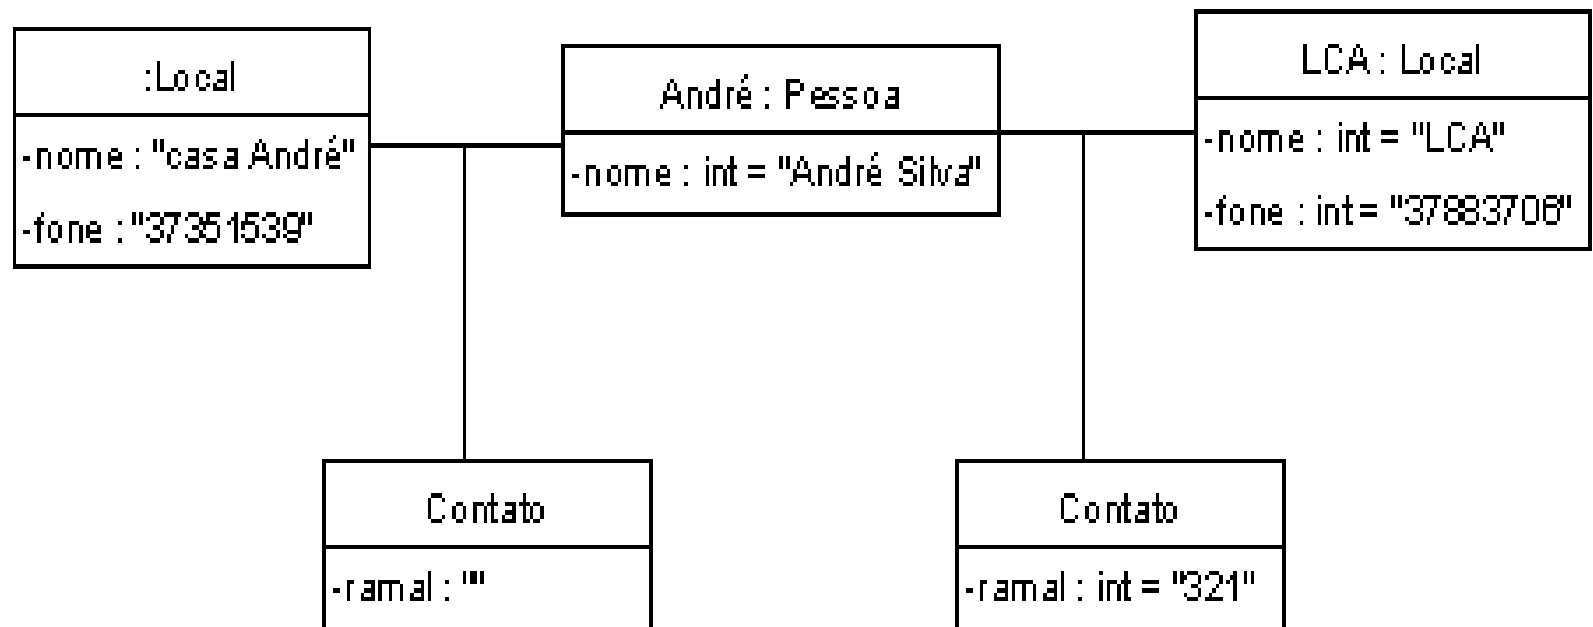 :Local
-nome : "casa André"
-fone : "37351539"
André : Pessoa
-nome : int = "André Silva"
LCA : Local
-nome : int = "LCA"
-fone : int = "37883706"
Contato
-ramal : ""
Contato
-ramal : int = "321"